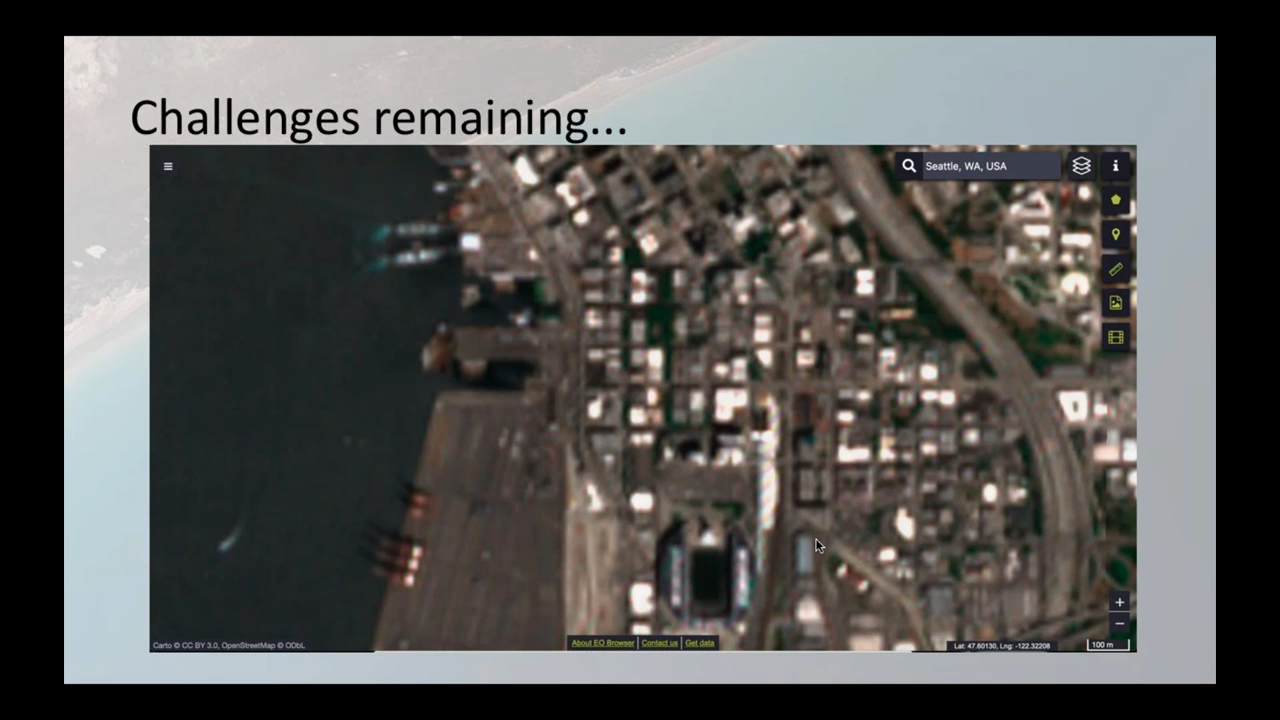 Challenges remaining...
Seattle, WA, USA
Carto © CC BY 3.0, OpenStreetMap © ODbL
About EO Browser | Contact us | Get data
Lat: 47.60130, Lng: -122.32208
100 m